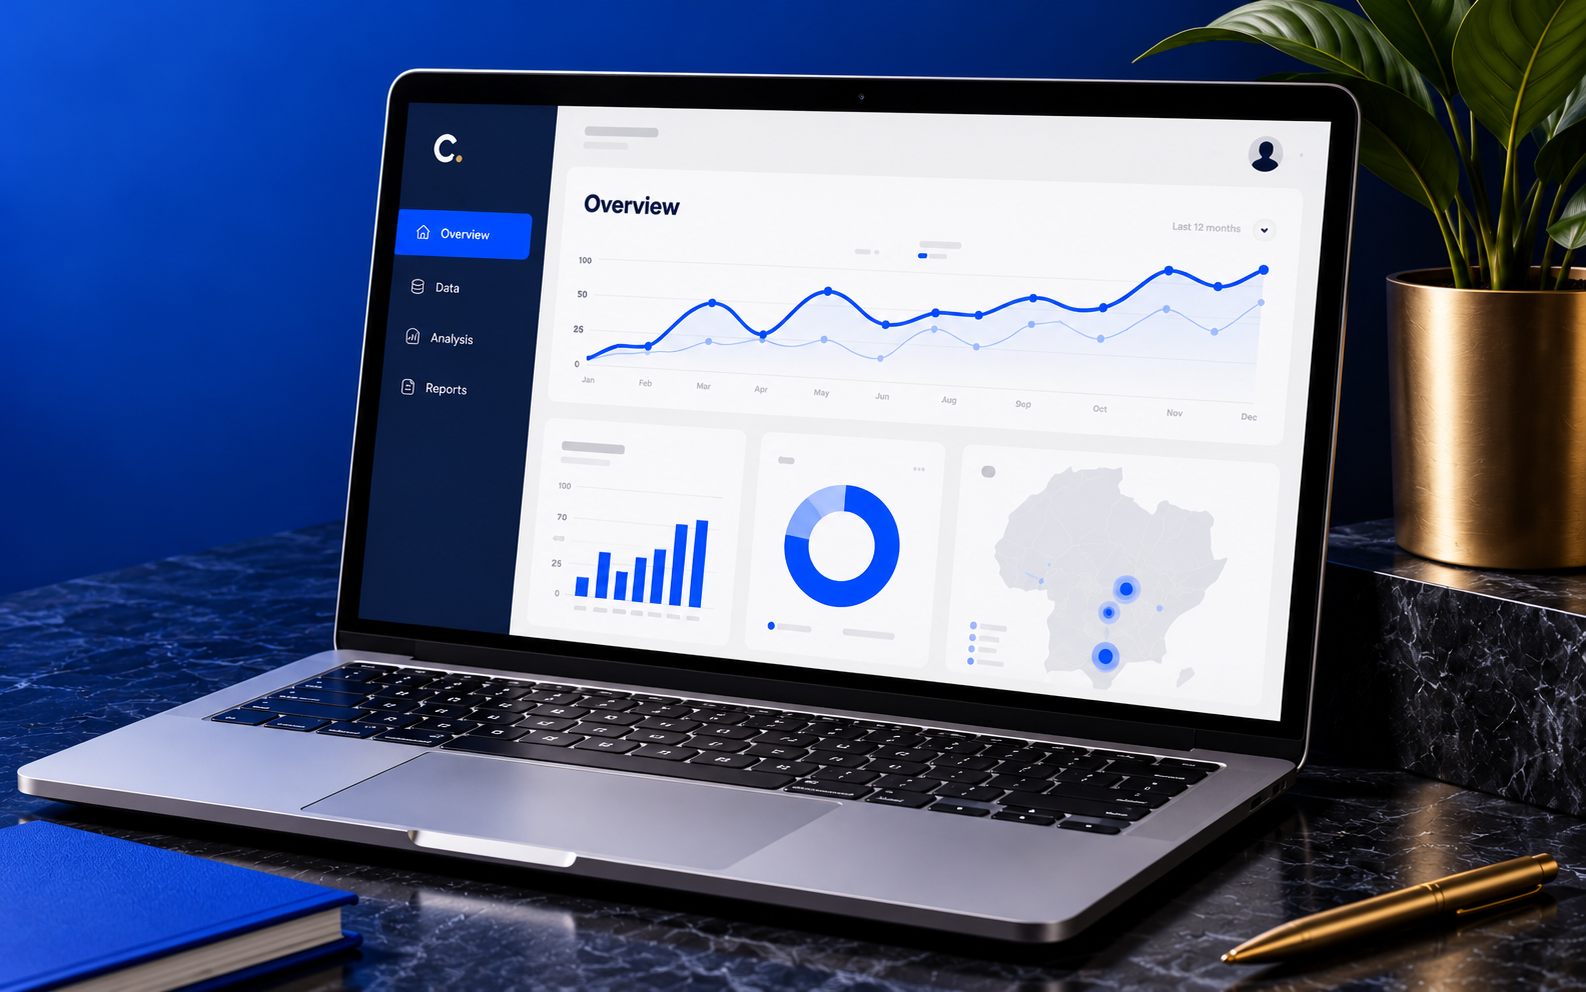 C.
Overview
Data
Analysis
Reports
Overview
Last 12 months
100
50
25
0
Jan Feb Mar Apr May Jun Aug Sep Oct Nov Dec
100
70
25
0